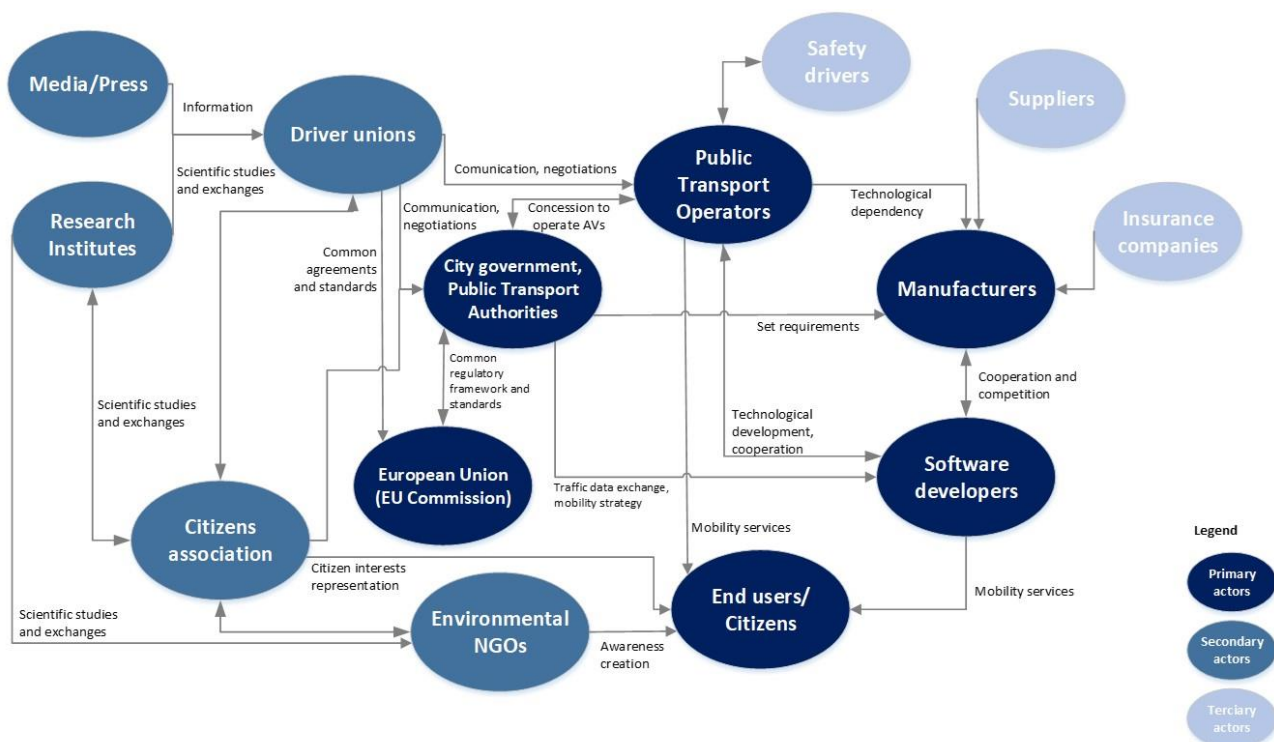 Media/Press
Information
Driver unions
Safety
drivers
Suppliers
Scientific studies
and exchanges
Comunication, negotiations
Public
Transport
Operators
Technological
dependency
Research
Institutes
Communication,
negotiations
Concession to
operate AVs
Insurance
companies
Common
agreements
and standards
City government,
Public Transport
Authorities
Manufacturers
Set requirements
Common
regulatory
framework and
standards
Cooperation and
competition
Scientific studies
and exchanges
Technological
development,
cooperation
European Union
(EU Commission)
Software
developers
Traffic data exchange,
mobility strategy
Citizens
association
Mobility services
Legend
Citizen interests
representation
Primary
actors
Mobility services
End users/
Citizens
Scientific studies
and exchanges
Environmental
NGOs
Awareness
creation
Secondary
actors
Terciary
actors